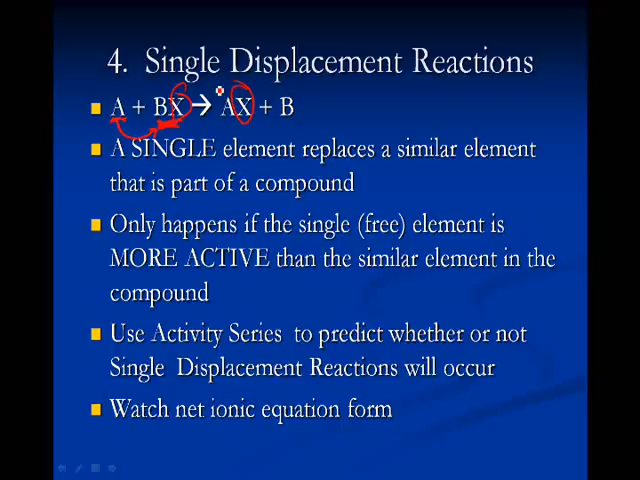 4. Single Displacement Reactions
A + BX → AX + B
A SINGLE element replaces a similar element
that is part of a compound
Only happens if the single (free) element is
MORE ACTIVE than the similar element in the
compound
Use Activity Series to predict whether or not
Single Displacement Reactions will occur
Watch net ionic equation form